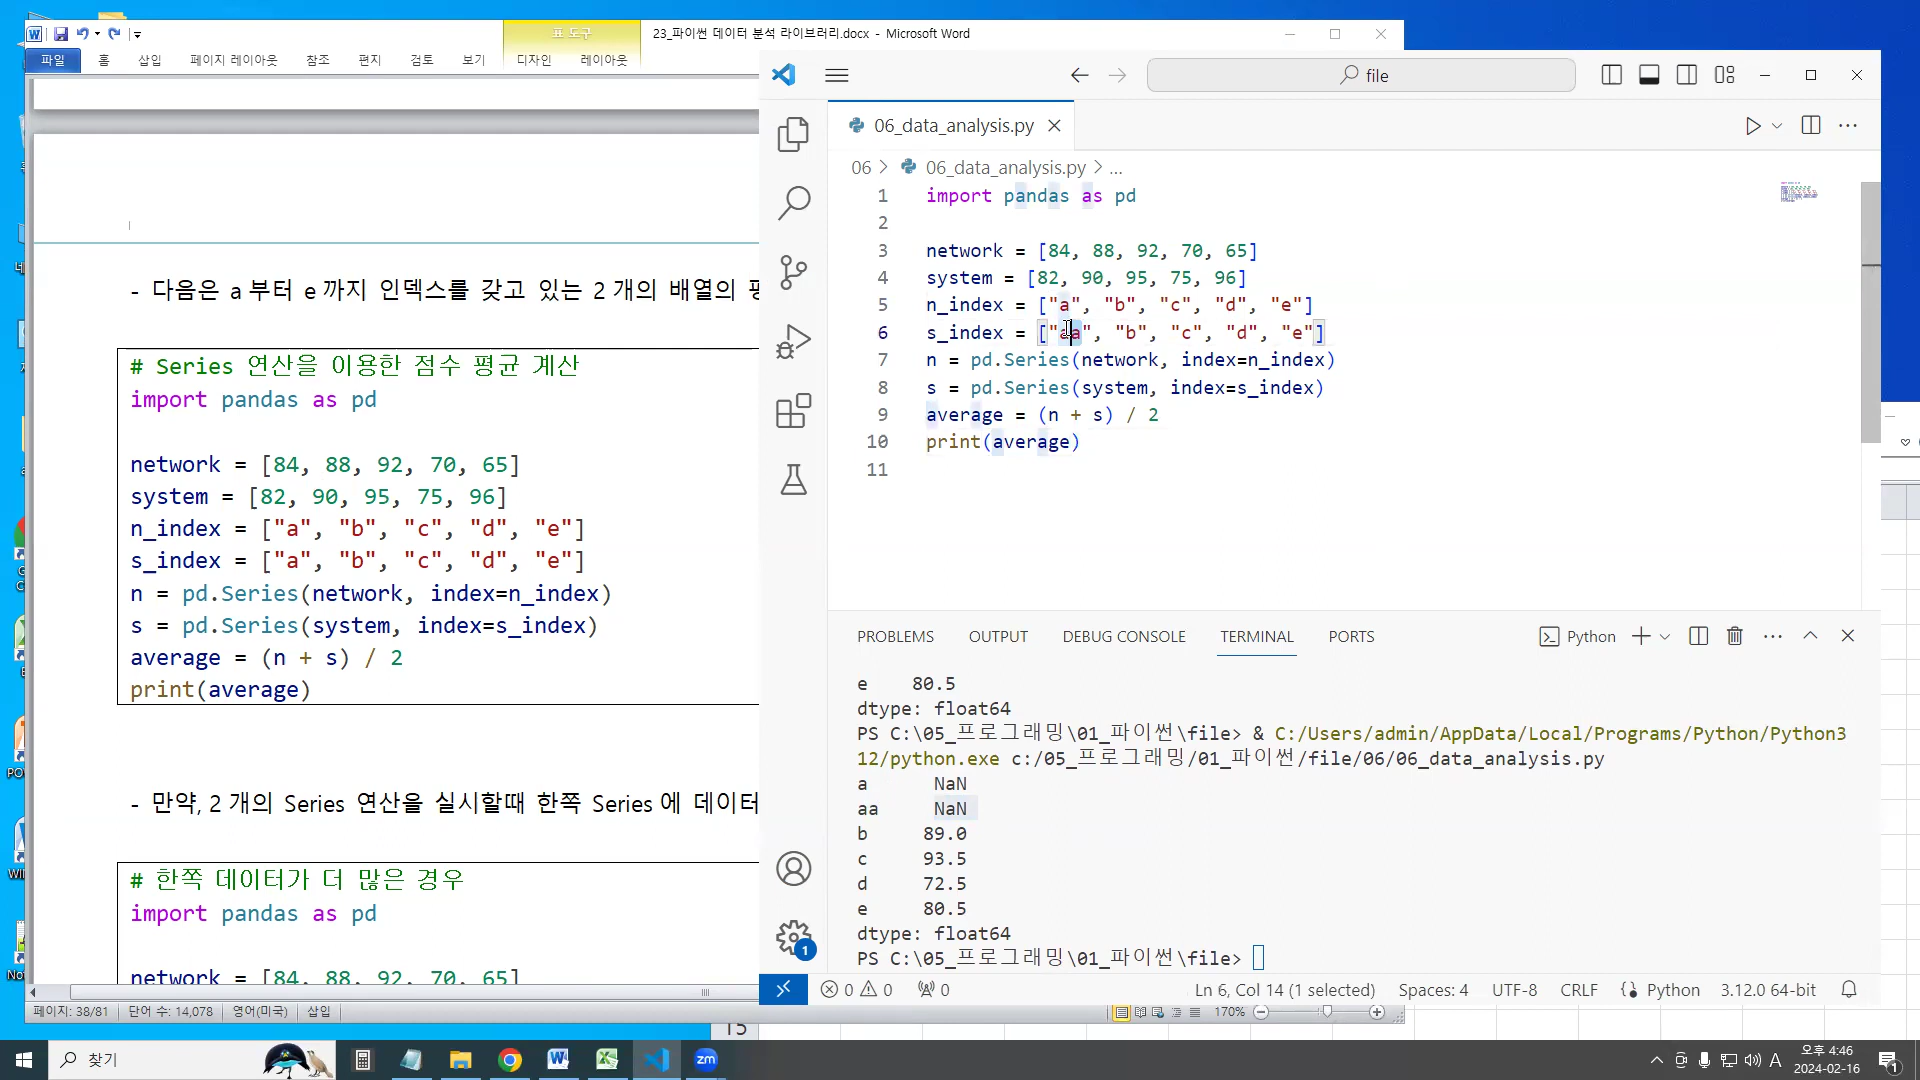 23_파이썬 데이터 분석 라이브러리.docx - Microsoft Word
표 도구
파일 홈 삽입 페이지 레이아웃 참조 편지 검토 보기 디자인 레이아웃
- 다음은 a 부터 e 까지 인덱스를 갖고 있는 2 개의 배열의
# Series 연산을 이용한 점수 평균 계산
import pandas as pd
network = [84, 88, 92, 70, 65]
system = [82, 90, 95, 75, 96]
n_index = ["a", "b", "c", "d", "e"]
s_index = ["a", "b", "c", "d", "e"]
n = pd.Series(network, index=n_index)
s = pd.Series(system, index=s_index)
average = (n + s) / 2
print(average)
- 만약, 2 개의 Series 연산을 실시할때 한쪽 Series 에 데이터
# 한쪽 데이터가 더 많은 경우
import pandas as pd
network = [84, 88, 92, 70, 65]
페이지: 38/81 단어 수: 14,078 영어(미국) 삽입
170%
15
file
06_data_analysis.py
06 > 06_data_analysis.py > ...
1 import pandas as pd
2
3 network = [84, 88, 92, 70, 65]
4 system = [82, 90, 95, 75, 96]
5 n_index = ["a", "b", "c", "d", "e"]
6 s_index = ["aa", "b", "c", "d", "e"]
7 n = pd.Series(network, index=n_index)
8 s = pd.Series(system, index=s_index)
9 average = (n + s) / 2
10 print(average)
11
PROBLEMS OUTPUT DEBUG CONSOLE TERMINAL PORTS Python
e 80.5
dtype: float64
PS C:\05_프로그래밍\01_파이썬\file> & C:/Users/admin/AppData/Local/Programs/Python/Python3
12/python.exe c:/05_프로그래밍/01_파이썬/file/06/06_data_analysis.py
a NaN
aa NaN
b 89.0
c 93.5
d 72.5
e 80.5
dtype: float64
PS C:\05_프로그래밍\01_파이썬\file>
1
0 0 0 Ln 6, Col 14 (1 selected) Spaces: 4 UTF-8 CRLF Python 3.12.0 64-bit
찾기
zm
A
오후 4:46
2024-02-16
1